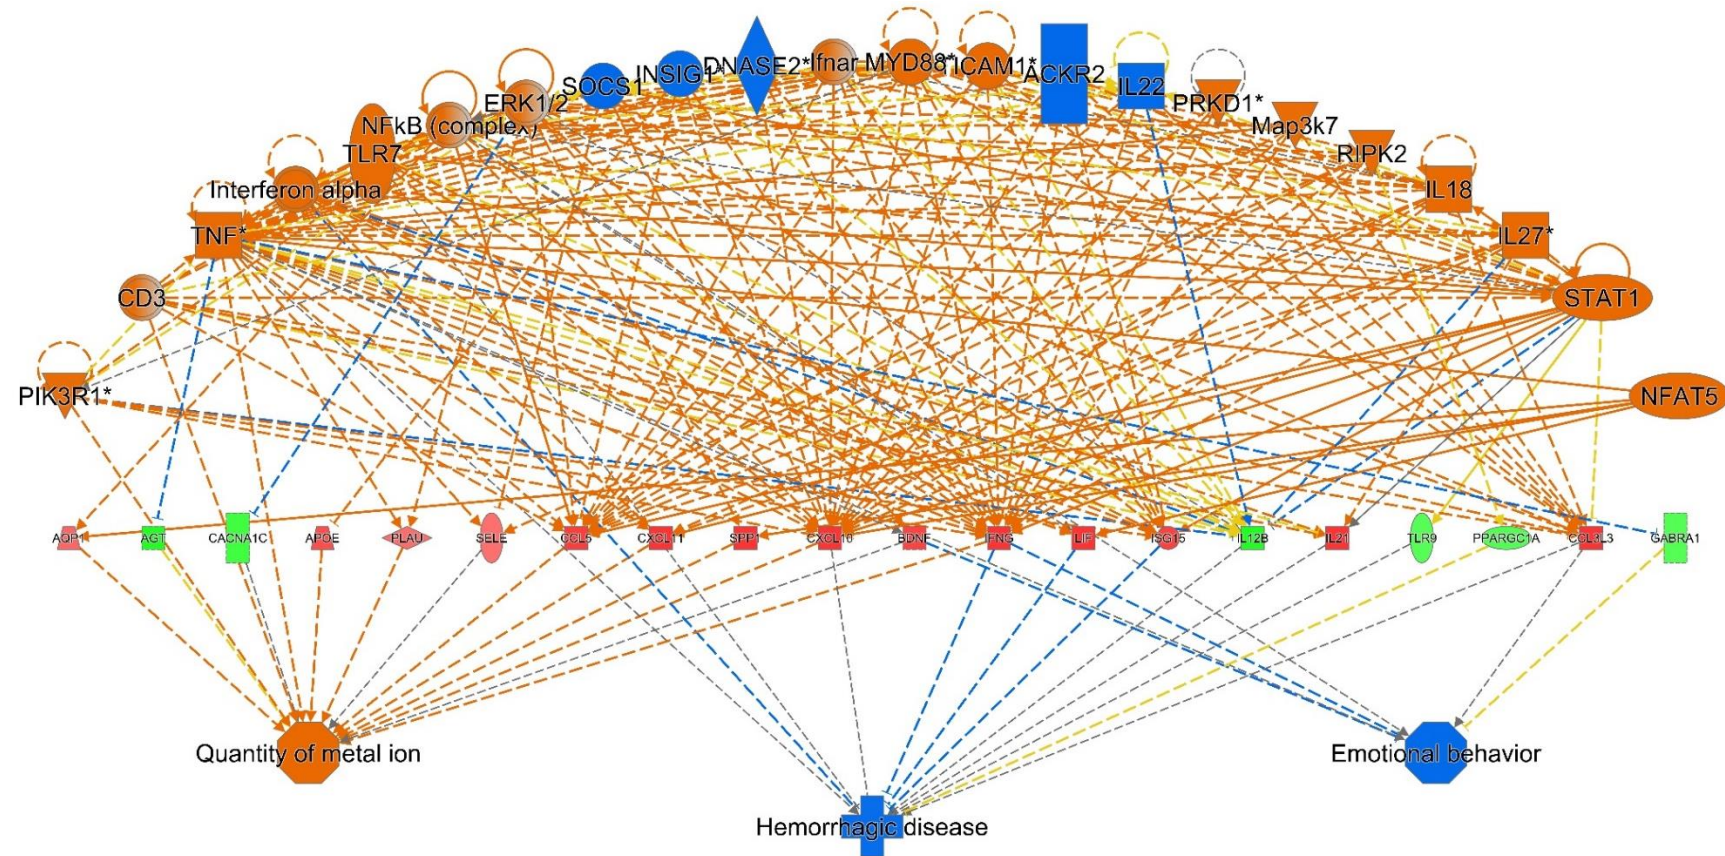 SOCS1
INSIG1*
DNASE2*
Ifnar
MYD88*
TICAM1*
ACKR2
IL22
ERK1/2
PRKD1*
NFkB (complex)
Map3k7
TLR7
RIPK2
Interferon alpha
IL18
TNF*
IL27*
CD3
STAT1
PIK3R1*
NFAT5
AQP1
AGT
CACNA1C
APOE
PLAU
SELE
CCL5
CXCL11
SPP1
CXCL10
BDNF
IFNG
LIF
ISG15
IL12B
IL21
TLR9
PPARGC1A
CCL3L3
GABRA1
Quantity of metal ion
Emotional behavior
Hemorrhagic disease